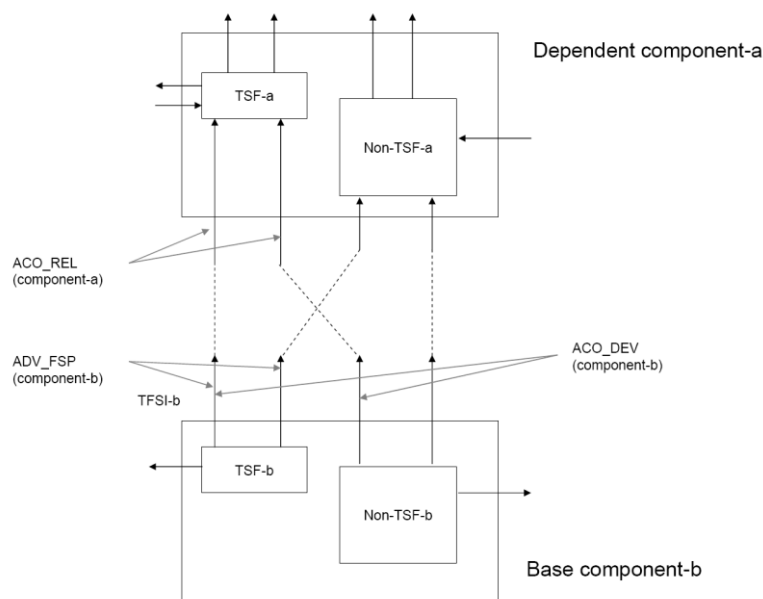 Dependent component-a
TSF-a
Non-TSF-a
ACO_REL
(component-a)
ADV_FSP
(component-b)
ACO_DEV
(component-b)
TFSI-b
TSF-b
Non-TSF-b
Base component-b